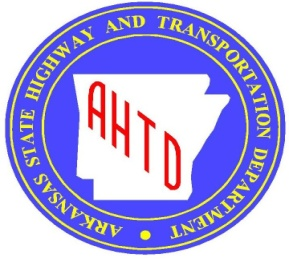 ARKANSAS STATE HIGHWAY AND TRANSPORTATION DEPARTMENT
AHTD